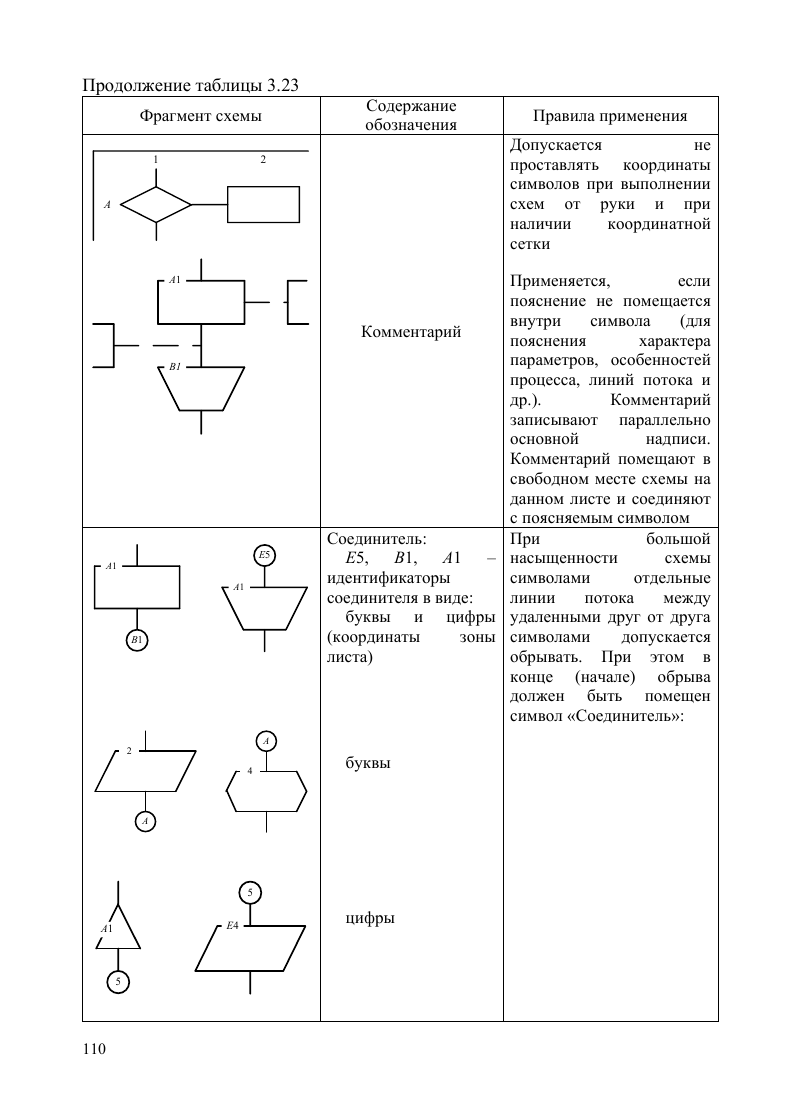 Продолжение таблицы 3.23
Фрагмент схемы
Содержание
обозначения
Правила применения
1
2
A
A1
B1
Комментарий
Допускается не
проставлять координаты
символов при выполнении
схем от руки и при
наличии координатной
сетки
Применяется, если
пояснение не помещается
внутри символа (для
пояснения характера
параметров, особенностей
процесса, линий потока и
др.). Комментарий
записывают параллельно
основной надписи.
Комментарий помещают в
свободном месте схемы на
данном листе и соединяют
с поясняемым символом
A1
B1
E5
A1
2
A
A
4
A1
5
5
E4
Соединитель:
E5, B1, A1 –
идентификаторы
соединителя в виде:
буквы и цифры
(координаты зоны
листа)
буквы
цифры
При большой
насыщенности схемы
символами отдельные
линии потока между
удаленными друг от друга
символами допускается
обрывать. При этом в
конце (начале) обрыва
должен быть помещен
символ «Соединитель»:
110